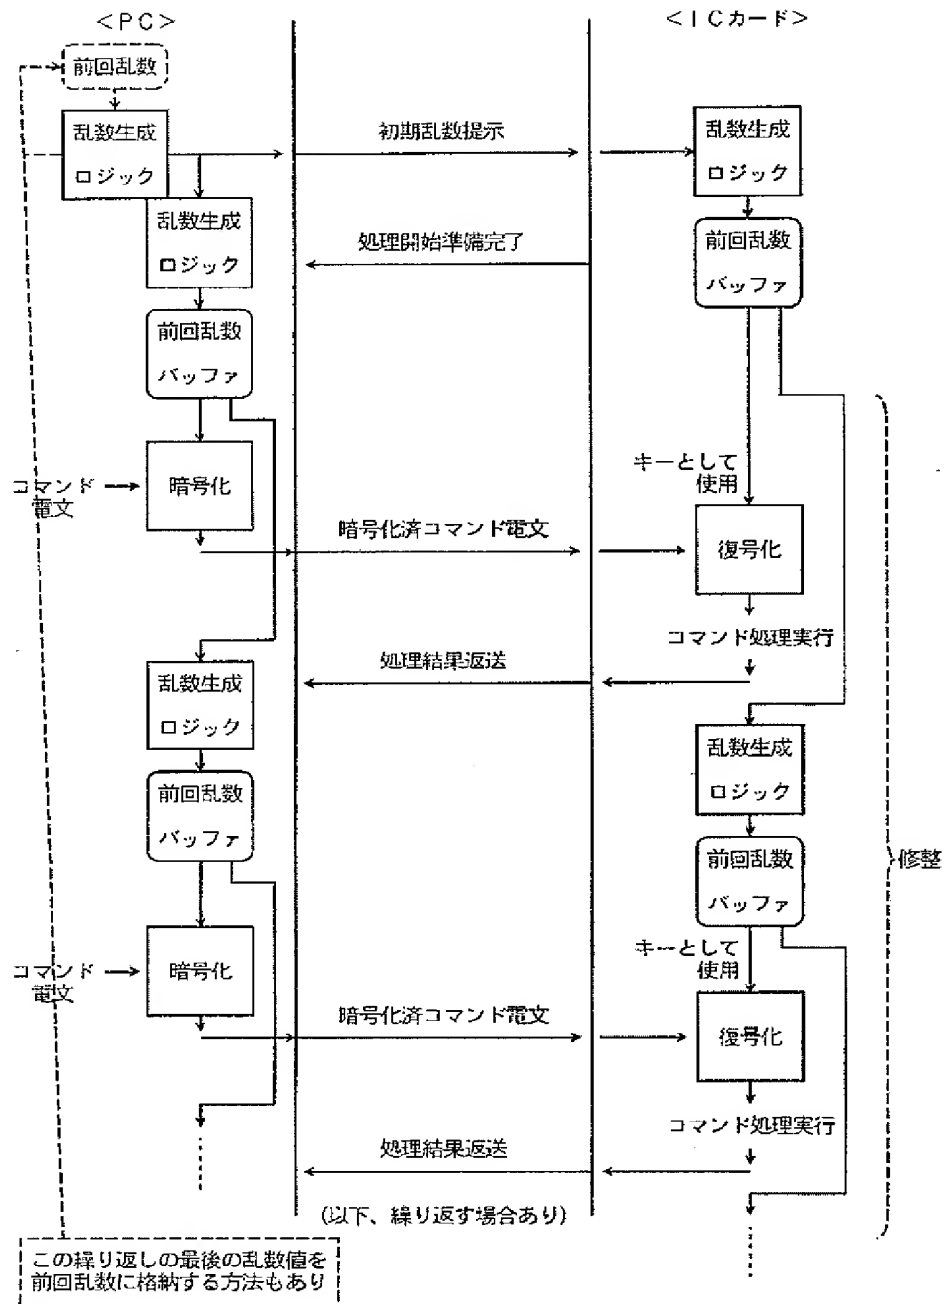 <PC>
<ICカード>
前回乱数
乱数生成
ロジック
初期乱数提示
乱数生成
ロジック
乱数生成
ロジック
処理開始準備完了
前回乱数
バッファ
前回乱数
バッファ
コマンド
電文
暗号化
キーとして
使用
暗号化済コマンド電文
復号化
コマンド処理実行
処理結果返送
乱数生成
ロジック
乱数生成
ロジック
前回乱数
バッファ
前回乱数
バッファ
修整
コマンド
電文
暗号化
キーとして
使用
暗号化済コマンド電文
復号化
コマンド処理実行
処理結果返送
(以下、繰り返す場合あり)
この繰り返しの最後の乱数値を
前回乱数に格納する方法もあり